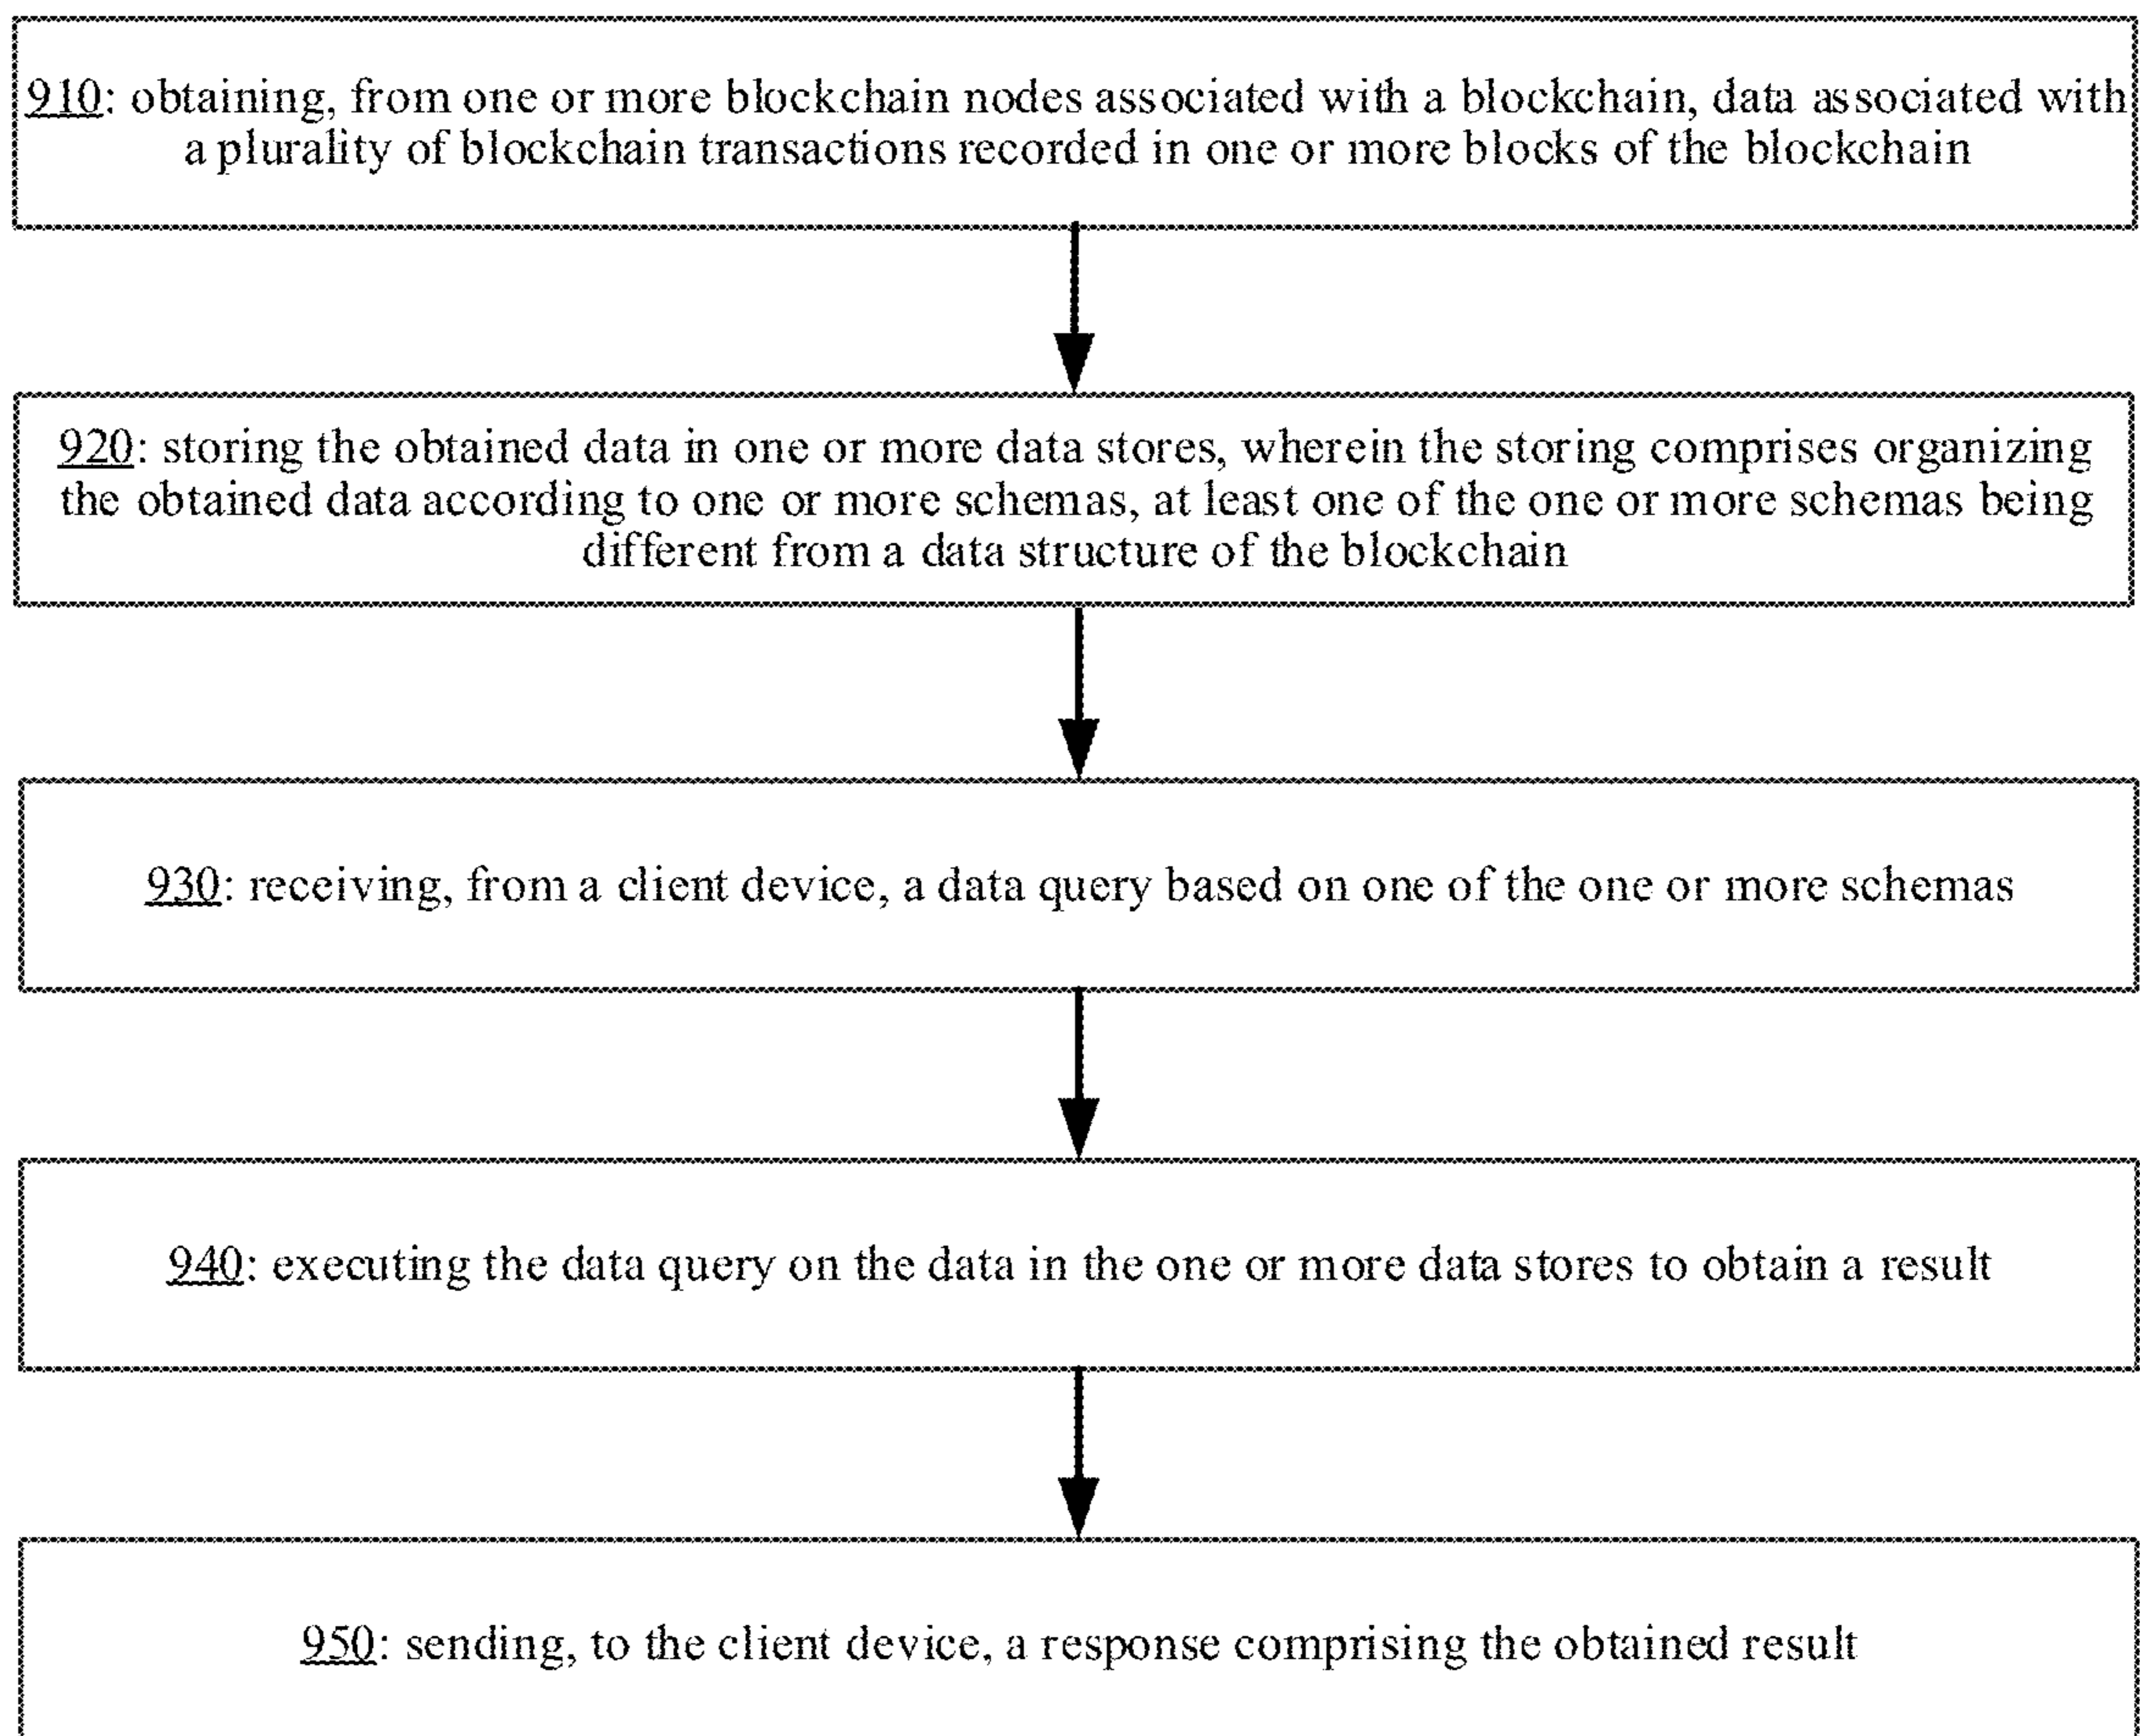 910: obtaining, from one or more blockchain nodes associated with a blockchain, data associated with
a plurality of blockchain transactions recorded in one or more blocks of the blockchain
920: storing the obtained data in one or more data stores, wherein the storing comprises organizing
the obtained data according to one or more schemas, at least one of the one or more schemas being
different from a data structure of the blockchain
930: receiving, from a client device, a data query based on one of the one or more schemas
940: executing the data query on the data in the one or more data stores to obtain a result
950: sending, to the client device, a response comprising the obtained result